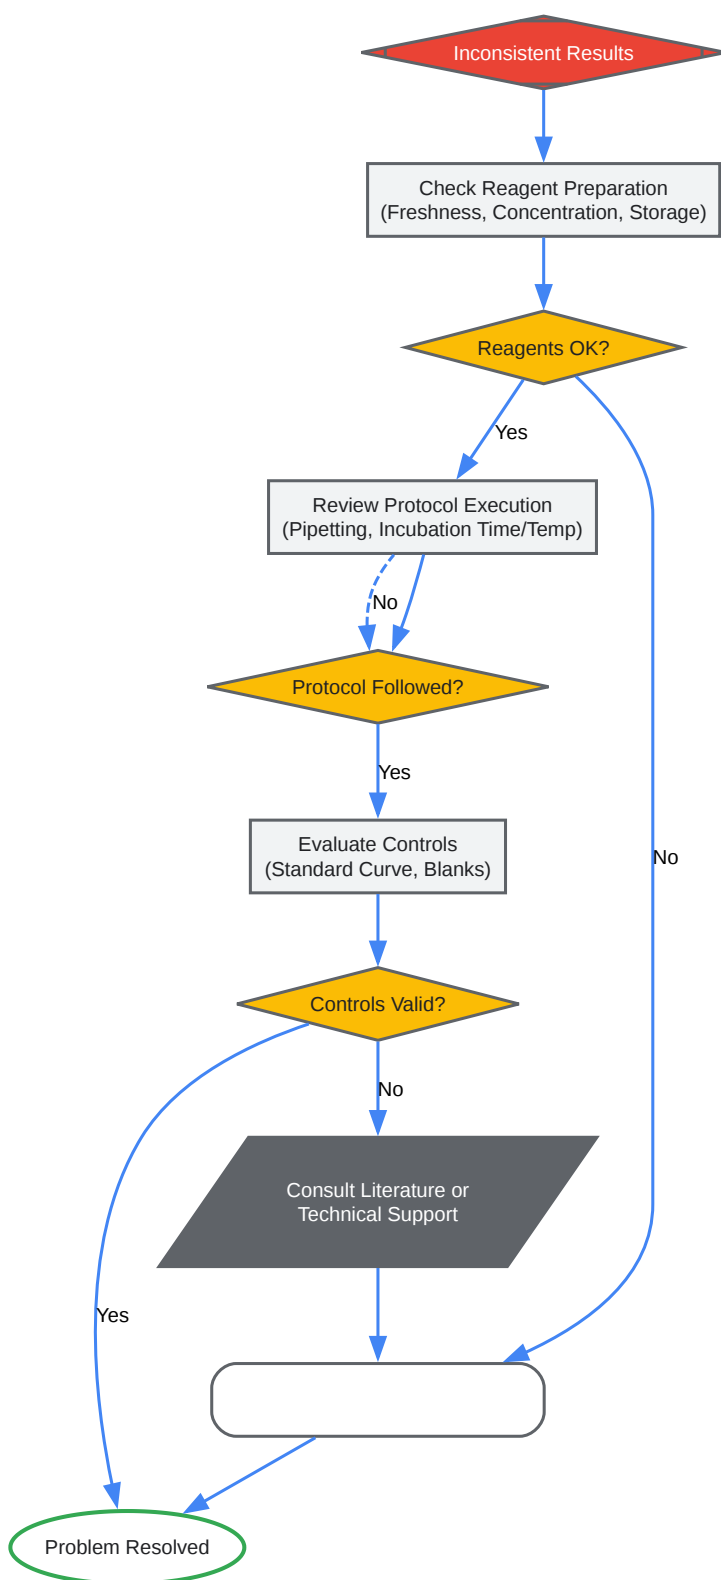 Inconsistent Results
Check Reagent Preparation
(Freshness, Concentration, Storage)
Reagents OK?
Yes
Review Protocol Execution
(Pipetting, Incubation Time/Temp)
No
Protocol Followed?
Yes
Evaluate Controls
(Standard Curve, Blanks)
No
Controls Valid?
No
Consult Literature or
Technical Support
Yes
Problem Resolved